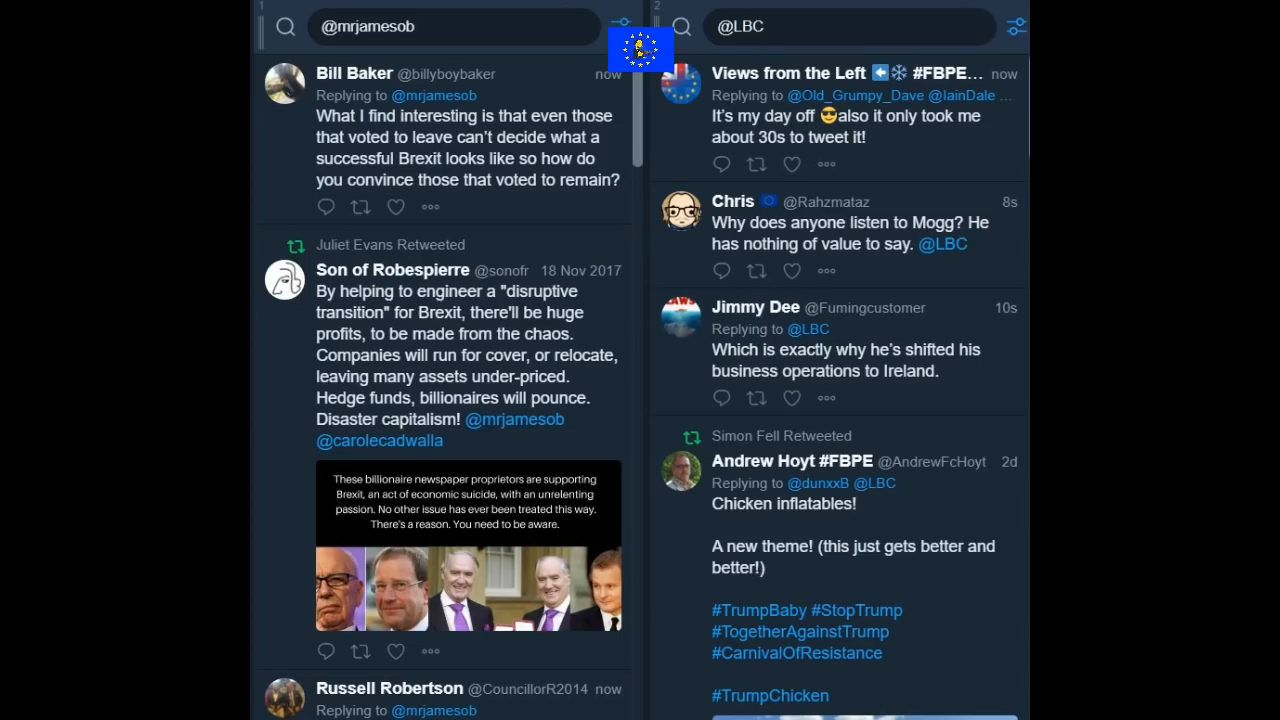 1
@mrjamesob
Bill Baker @billyboybaker now
Replying to @mrjamesob
What I find interesting is that even those
that voted to leave can't decide what a
successful Brexit looks like so how do
you convince those that voted to remain?
Juliet Evans Retweeted
Son of Robespierre @sonofr 18 Nov 2017
By helping to engineer a "disruptive
transition" for Brexit, there'll be huge
profits, to be made from the chaos.
Companies will run for cover, or relocate,
leaving many assets under-priced.
Hedge funds, billionaires will pounce.
Disaster capitalism! @mrjamesob
@carolecadwalla
These billionaire newspaper proprietors are supporting
Brexit, an act of economic suicide, with an unrelenting
passion. No other issue has ever been treated this way.
There's a reason. You need to be aware.
Russell Robertson @CouncillorR2014 now
Replying to @mrjamesob
2
@LBC
Views from the Left ⬅️❄️ #FBPE... now
Replying to @Old_Grumpy_Dave @IainDale ...
It's my day off 😎also it only took me
about 30s to tweet it!
Chris 🇪🇺 @Rahzmataz 8s
Why does anyone listen to Mogg? He
has nothing of value to say. @LBC
Jimmy Dee @Fumingcustomer 10s
Replying to @LBC
Which is exactly why he's shifted his
business operations to Ireland.
Simon Fell Retweeted
Andrew Hoyt #FBPE @AndrewFcHoyt 2d
Replying to @dunxxB @LBC
Chicken inflatables!
A new theme! (this just gets better and
better!)
#TrumpBaby #StopTrump
#TogetherAgainstTrump
#CarnivalOfResistance
#TrumpChicken